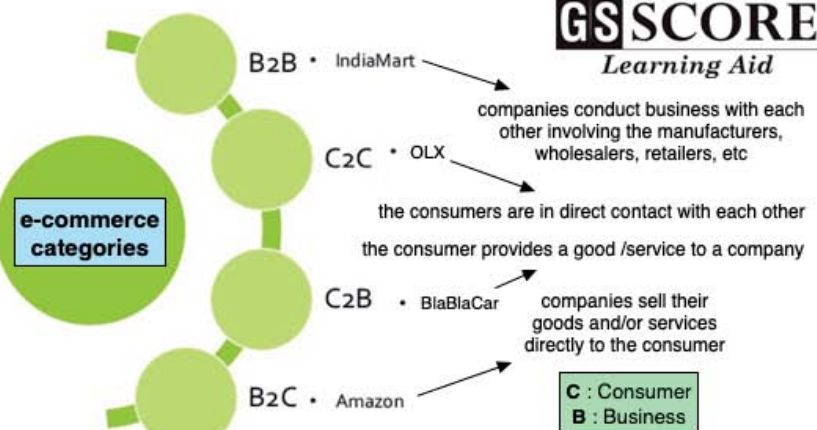 GS SCORE
Learning Aid
B2B • IndiaMart
companies conduct business with each
other involving the manufacturers,
wholesalers, retailers, etc
C2C • OLX
the consumers are in direct contact with each other
e-commerce
categories
the consumer provides a good /service to a company
C2B • BlaBlaCar
companies sell their
goods and/or services
directly to the consumer
B2C • Amazon
C : Consumer
B : Business